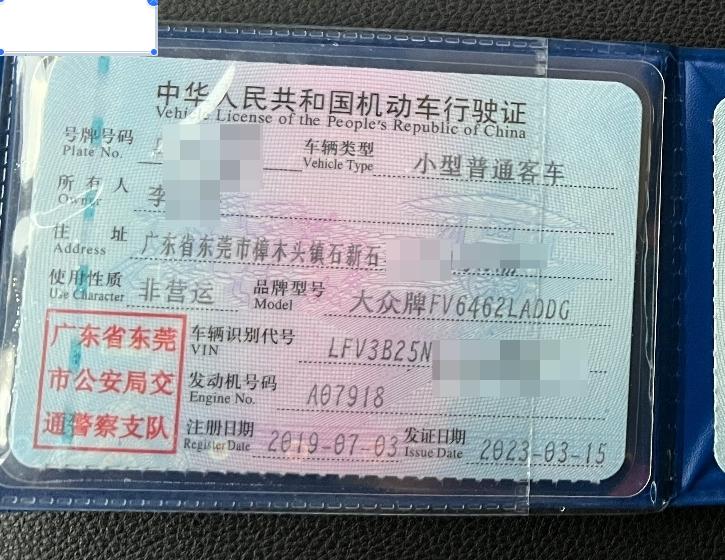 中华人民共和国机动车行驶证
Vehicle License of the People's Republic of China
号牌号码 车辆类型 小型普通客车
Plate No. Vehicle Type
所有人 李
Owner
住址 广东省东莞市樟木头镇石新石
Address
使用性质 非营运 品牌型号 大众牌FV6462LADDG
Use Character Model
广东省东莞
市公安局交
通警察支队
车辆识别代号 LFV3B25N
VIN
发动机号码 A07918
Engine No.
注册日期 2019-07-03 发证日期 2023-03-15
Register Date Issue Date